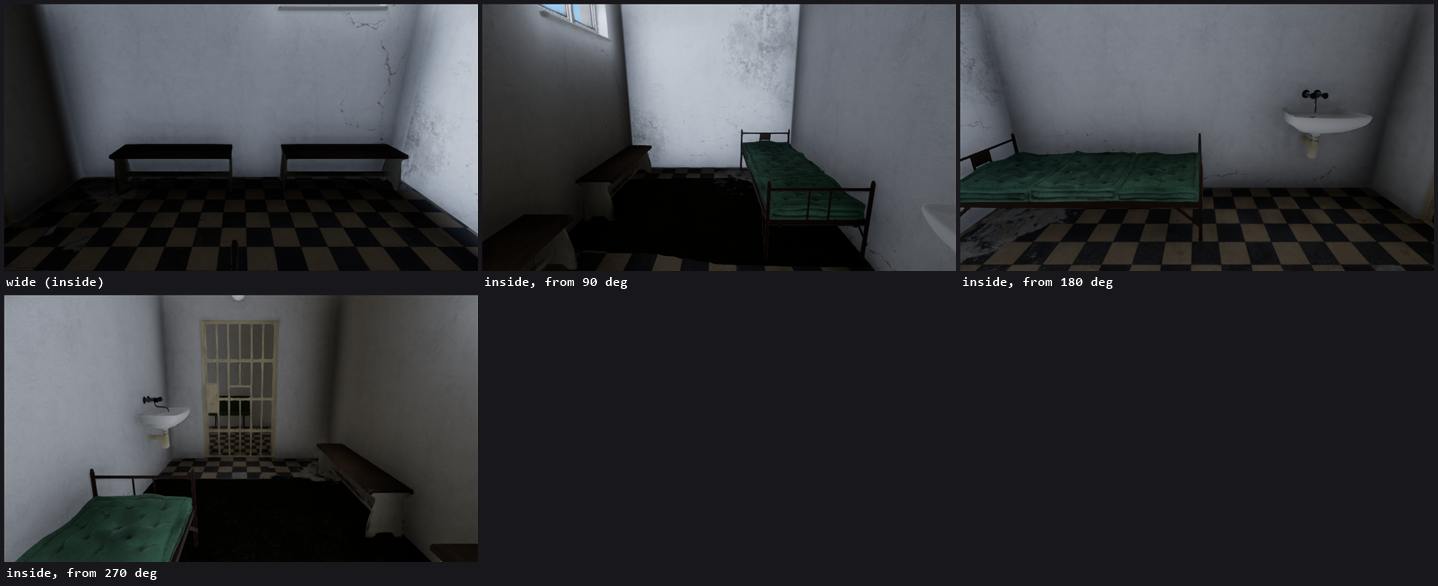 wide (inside)
inside, from 90 deg
inside, from 180 deg
inside, from 270 deg